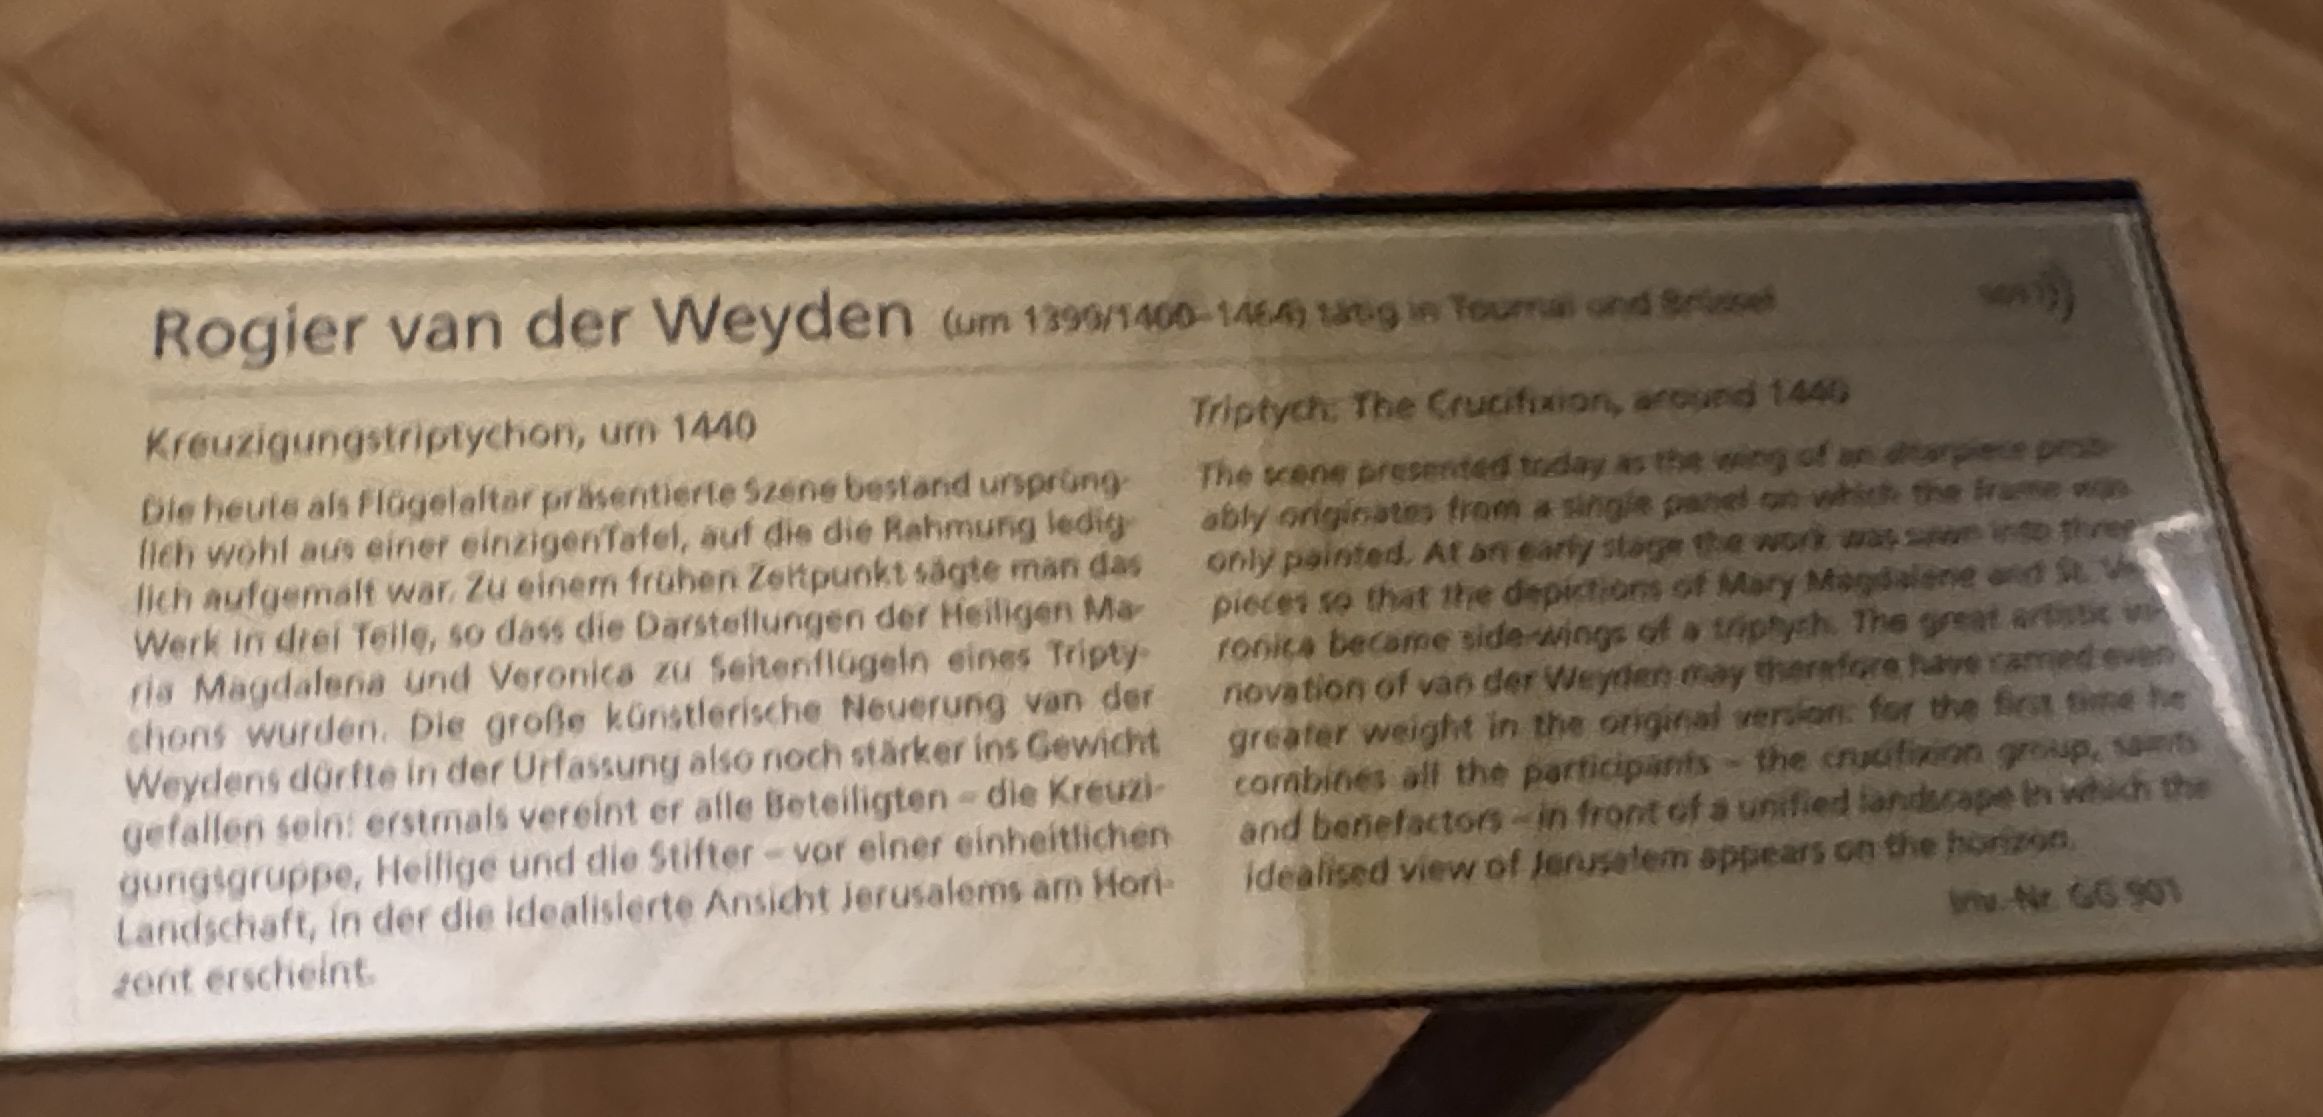 Rogier van der Weyden (um 1399/1400–1464) tätig in Tournai und Brüssel
Kreuzigungstriptychon, um 1440
Die heute als Flügelaltar präsentierte Szene bestand ursprüng-
lich wohl aus einer einzigenTafel, auf die die Rahmung ledig-
lich aufgemalt war. Zu einem frühen Zeitpunkt sägte man das
Werk in drei Teile, so dass die Darstellungen der Heiligen Ma-
ria Magdalena und Veronica zu Seitenflügeln eines Tripty-
chons wurden. Die große künstlerische Neuerung van der
Weydens dürfte in der Urfassung also noch stärker ins Gewicht
gefallen sein: erstmals vereint er alle Beteiligten – die Kreuzi-
gungsgruppe, Heilige und die Stifter – vor einer einheitlichen
Landschaft, in der die idealisierte Ansicht Jerusalems am Hori-
zont erscheint.
Triptych: The Crucifixion, around 1440
The scene presented today as the wing of an altarpiece prob-
ably originates from a single panel on which the frame was
only painted. At an early stage the work was sawn into three
pieces so that the depictions of Mary Magdalene and St. Ve-
ronica became side-wings of a triptych. The great artistic in-
novation of van der Weyden may therefore have carried even
greater weight in the original version: for the first time he
combines all the participants – the crucifixion group, saints
and benefactors – in front of a unified landscape in which the
idealised view of Jerusalem appears on the horizon.
Inv.-Nr. GG 901